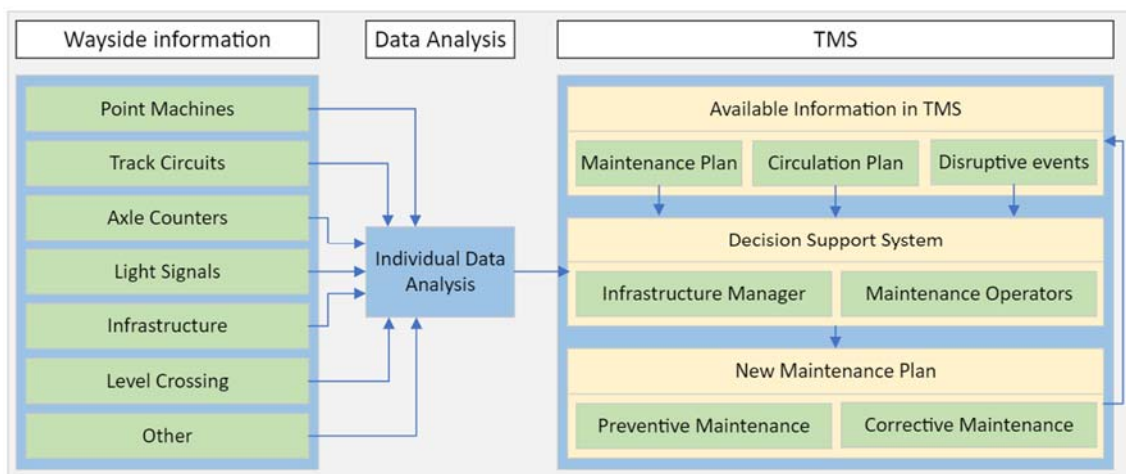 Wayside information
Data Analysis
TMS
Point Machines
Track Circuits
Axle Counters
Light Signals
Infrastructure
Level Crossing
Other
Individual Data
Analysis
Available Information in TMS
Maintenance Plan
Circulation Plan
Disruptive events
Decision Support System
Infrastructure Manager
Maintenance Operators
New Maintenance Plan
Preventive Maintenance
Corrective Maintenance